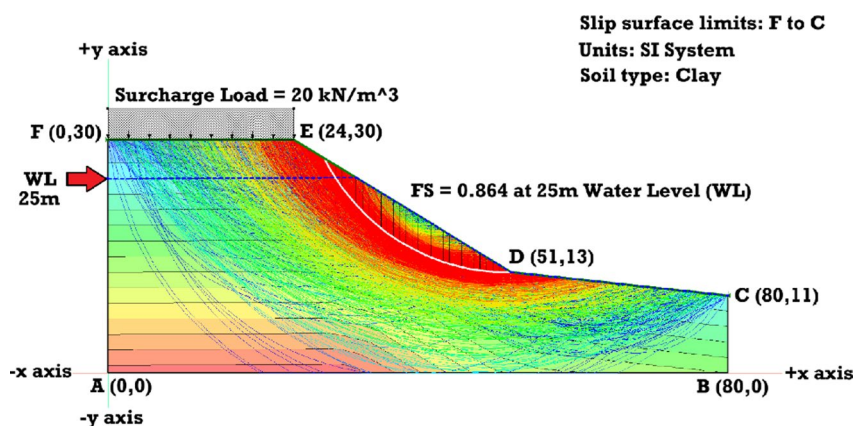 Slip surface limits: F to C
Units: SI System
Soil type: Clay
+y axis
Surcharge Load = 20 kN/m^3
F (0,30)
E (24,30)
WL
25m
FS = 0.864 at 25m Water Level (WL)
D (51,13)
C (80,11)
-x axis
+x axis
A (0,0)
B (80,0)
-y axis